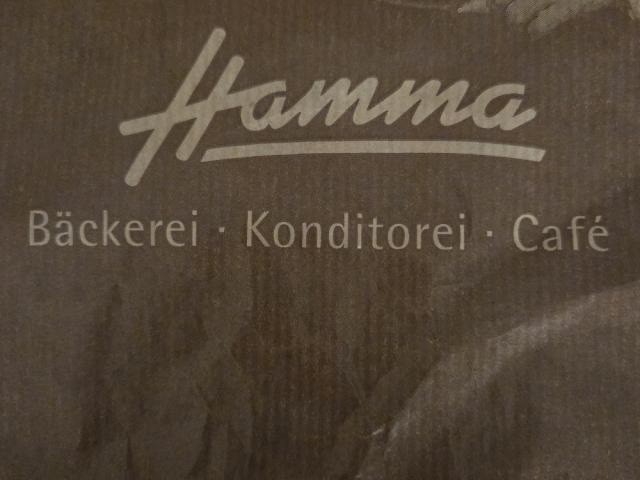 Hamma
Bäckerei · Konditorei · Café